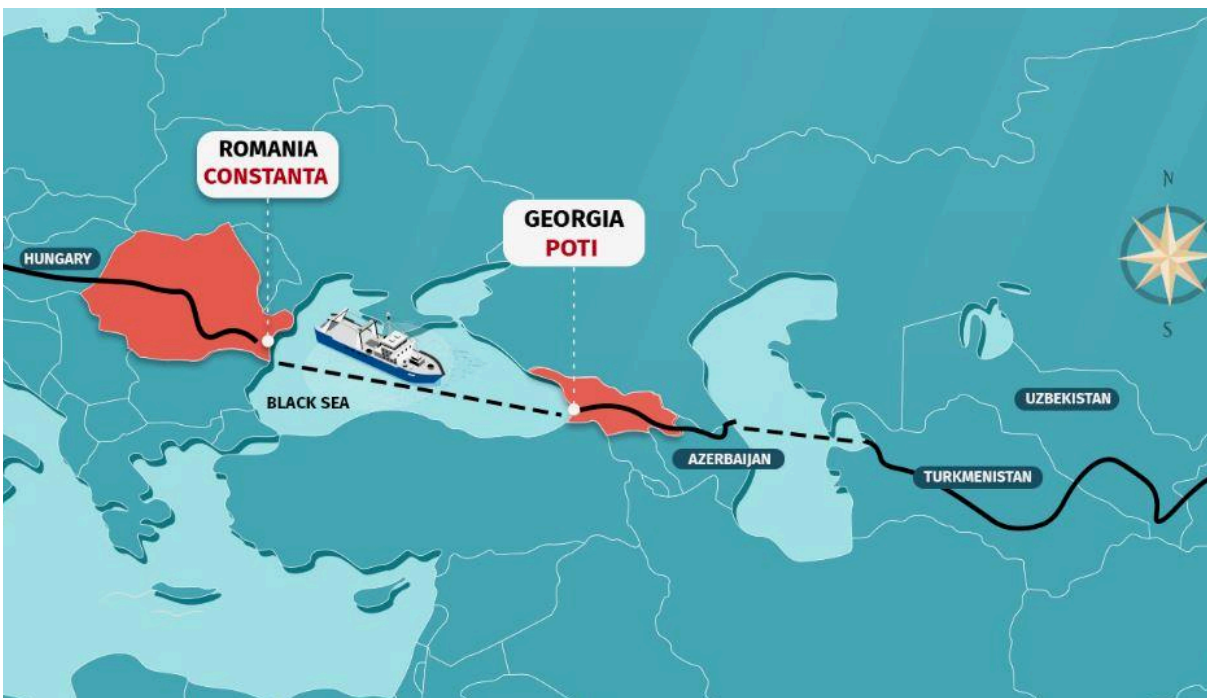 ROMANIA
CONSTANTA
N
GEORGIA
POTI
HUNGARY
S
BLACK SEA
UZBEKISTAN
AZERBAIJAN
TURKMENISTAN